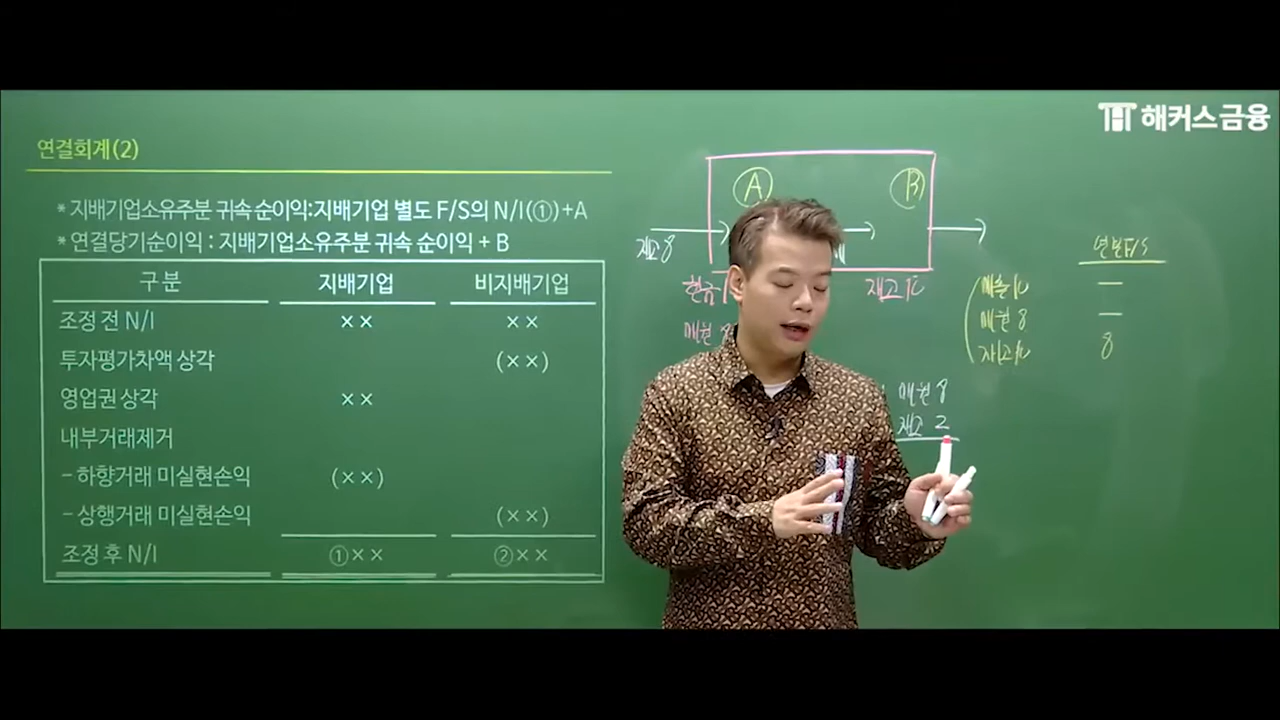 해커스금융
연결회계(2)
* 지배기업소유주분 귀속 순이익:지배기업 별도 F/S의 N/I(①)+A
* 연결당기순이익 : 지배기업소유주분 귀속 순이익 + B
구분 지배기업 비지배기업
조정 전 N/I ×× ××
투자평가차액 상각 (××)
영업권 상각 ××
내부거래제거
– 하향거래 미실현손익 (××)
– 상행거래 미실현손익 (××)
조정 후 N/I ①×× ②××
A B
재고 8
현금
재고 10
매원
F/S
매출 10 —
매원 8 —
재고 10 8
매원 8
재고 2